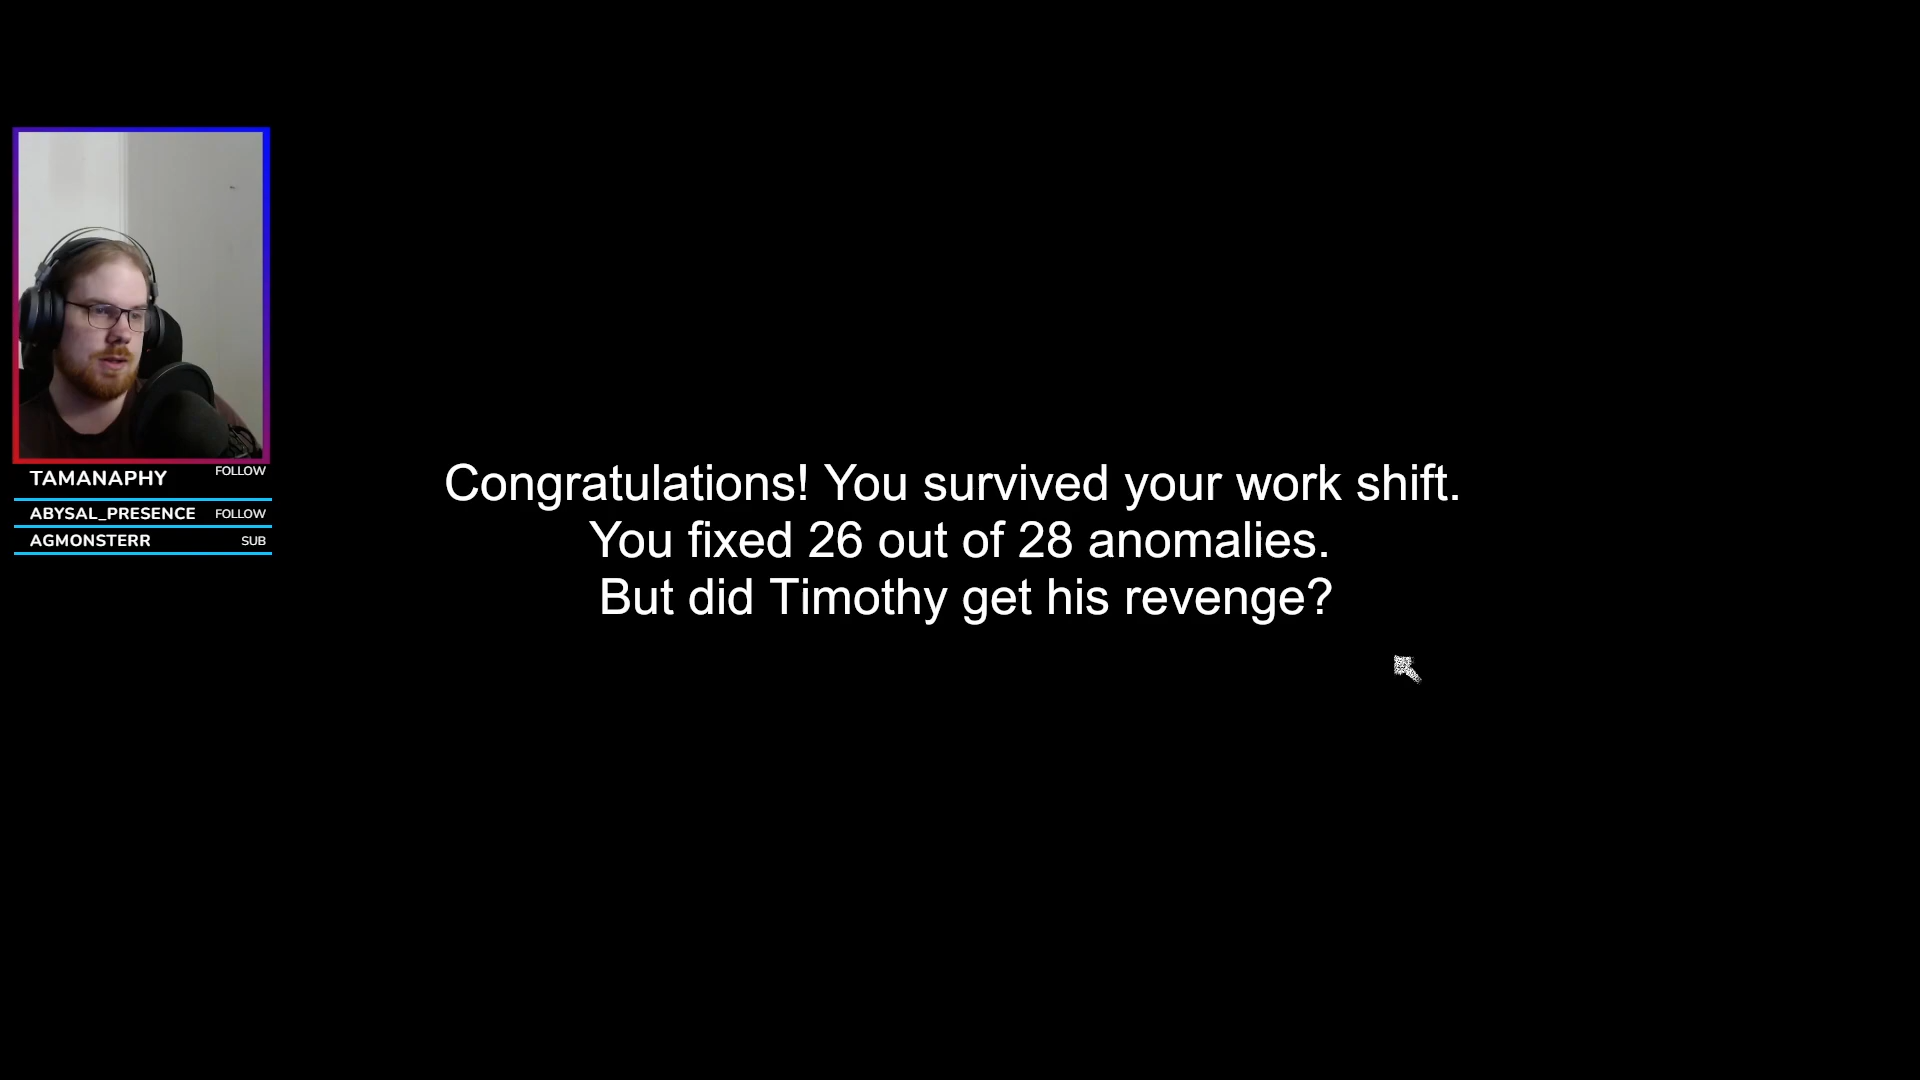 TAMANAPHY FOLLOW
ABYSAL_PRESENCE FOLLOW
AGMONSTERR SUB
Congratulations! You survived your work shift.
You fixed 26 out of 28 anomalies.
But did Timothy get his revenge?